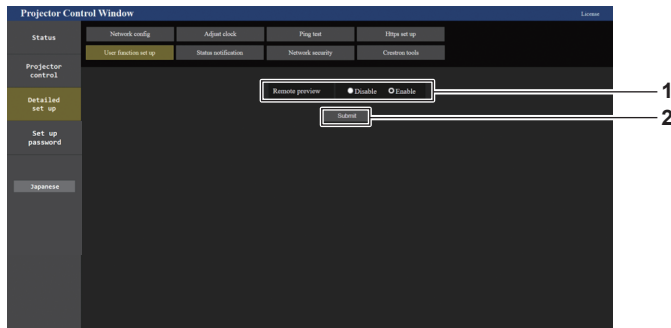 Projector Control Window
License
Status
Projector
control
Detailed
set up
Set up
password
Japanese
Network config
Adjust clock
Ping test
Https set up
User function set up
Status notification
Network security
Crestron tools
Remote preview
Disable
Enable
1
Submit
2